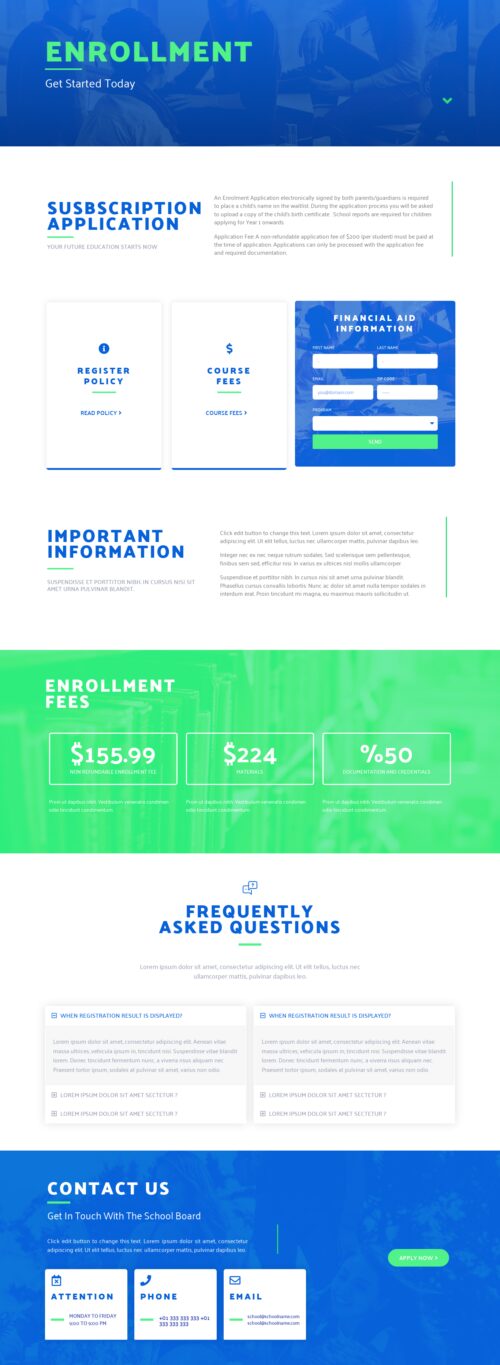 ENROLLMENT
Get Started Today
SUSBSCRIPTION
APPLICATION
YOUR FUTURE EDUCATION STARTS NOW.
An Enrolment Application electronically signed by both parents/guardians is required
to place a child's name on the waitlist. During the application process you will be asked
to upload a copy of the child's birth certificate. School reports are required for children
applying for Year 1 onwards.
Application Fee A non-refundable application fee of $200 (per student) must be paid at
the time of application. Applications can only be processed with the application fee
and required documentation.
REGISTER
POLICY
READ POLICY >
$
COURSE
FEES
COURSE FEES >
FINANCIAL AID
INFORMATION
FIRST NAME
LAST NAME
EMAIL
ZIP CODE
you@domain.com
PROGRAM
SEND
IMPORTANT
INFORMATION
SUSPENDISSE ET PORTTITOR NIBH. IN CURSUS NISI SIT
AMET URNA PULVINAR BLANDIT.
Click edit button to change this text. Lorem ipsum dolor sit amet, consectetur
adipiscing elit. Ut elit tellus, luctus nec ullamcorper mattis, pulvinar dapibus leo.
Integer nec ex nec neque rutrum sodales. Sed scelerisque sem pellentesque,
finibus sem sed, efficitur nisl. In varius ex ultrices nisl mollis ullamcorper.
Suspendisse et porttitor nibh. In cursus nisi sit amet urna pulvinar blandit.
Phasellus cursus convallis lobortis. Nunc ac dolor sit amet nulla tempor sodales in
interdum erat. Proin tincidunt mi magna, eu maximus mauris sollicitudin ut.
ENROLLMENT
FEES
$155.99
NON REFUNDABLE ENROLLMENT FEE
$224
MATERIALS
%50
DOCUMENTATION AND CREDENTIALS
Proin ut dapibus nibh. Vestibulum venenatis condimen
odio tincidunt condimentum.
Proin ut dapibus nibh. Vestibulum venenatis condimen
odio tincidunt condimentum.
Proin ut dapibus nibh. Vestibulum venenatis condimen
odio tincidunt condimentum.
FREQUENTLY
ASKED QUESTIONS
Lorem ipsum dolor sit amet, consectetur adipiscing elit. Ut elit tellus, luctus nec
ullamcorper mattis, pulvinar dapibus leo.
WHEN REGISTRATION RESULT IS DISPLAYED?
Lorem ipsum dolor sit amet, consectetur adipiscing elit. Aenean vitae
massa ultrices, vehicula ipsum in, tincidunt nisi. Suspendisse vitae blandit
lorem. Donec tincidunt fermentum nunc, a viverra risus aliquam nec.
Praesent tortor ipsum, sodales at nisi a, vehicula varius non odio.
LOREM IPSUM DOLOR SIT AMET SECTETUR ?
LOREM IPSUM DOLOR SIT AMET SECTETUR ?
WHEN REGISTRATION RESULT IS DISPLAYED?
Lorem ipsum dolor sit amet, consectetur adipiscing elit. Aenean vitae
massa ultrices, vehicula ipsum in, tincidunt nisi. Suspendisse vitae blandit
lorem. Donec tincidunt fermentum nunc, a viverra risus aliquam nec.
Praesent tortor ipsum, sodales at nisi a, vehicula varius non odio.
LOREM IPSUM DOLOR SIT AMET SECTETUR ?
LOREM IPSUM DOLOR SIT AMET SECTETUR ?
CONTACT US
Get In Touch With The School Board
Click edit button to change this text. Lorem ipsum dolor sit amet, consectetur
adipiscing elit. Ut elit tellus, luctus nec ullamcorper mattis, pulvinar dapibus leo.
APPLY NOW >
ATTENTION
MONDAY TO FRIDAY
9:00 TO 5:00 PM
PHONE
+01 333 333 333 +01
333 333 333
EMAIL
school@schoolname.com
school@schoolname.com